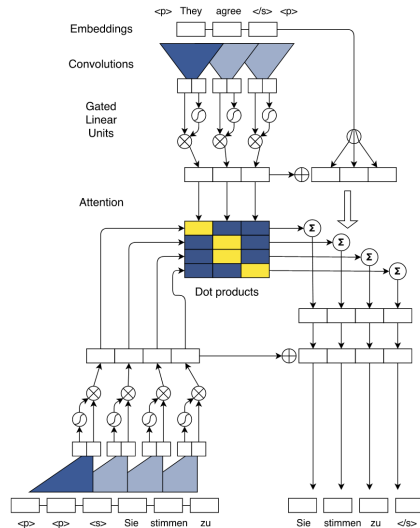 <p> They agree </s> <p>
Embeddings
Convolutions
Gated
Linear
Units
Attention
Σ
Σ
Σ
Σ
Dot products
<p> <p> <s> Sie stimmen zu
Sie stimmen zu </s>